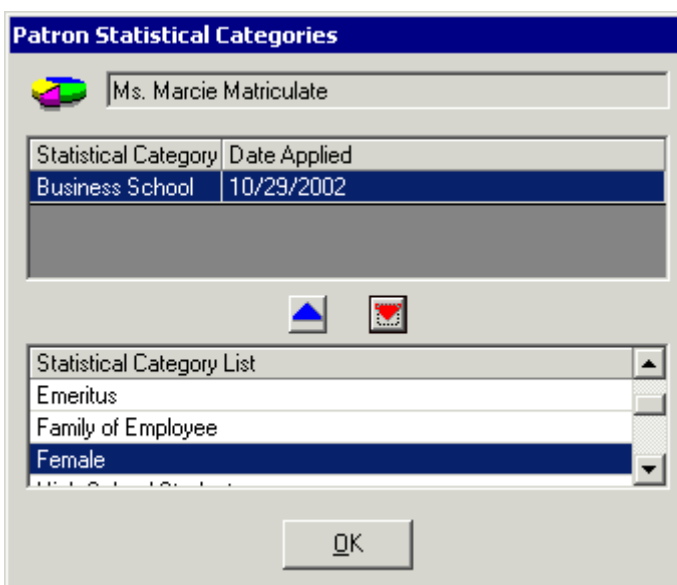 Patron Statistical Categories
Ms. Marcie Matriculate
Statistical Category Date Applied
Business School 10/29/2002
Statistical Category List
Emeritus
Family of Employee
Female
OK